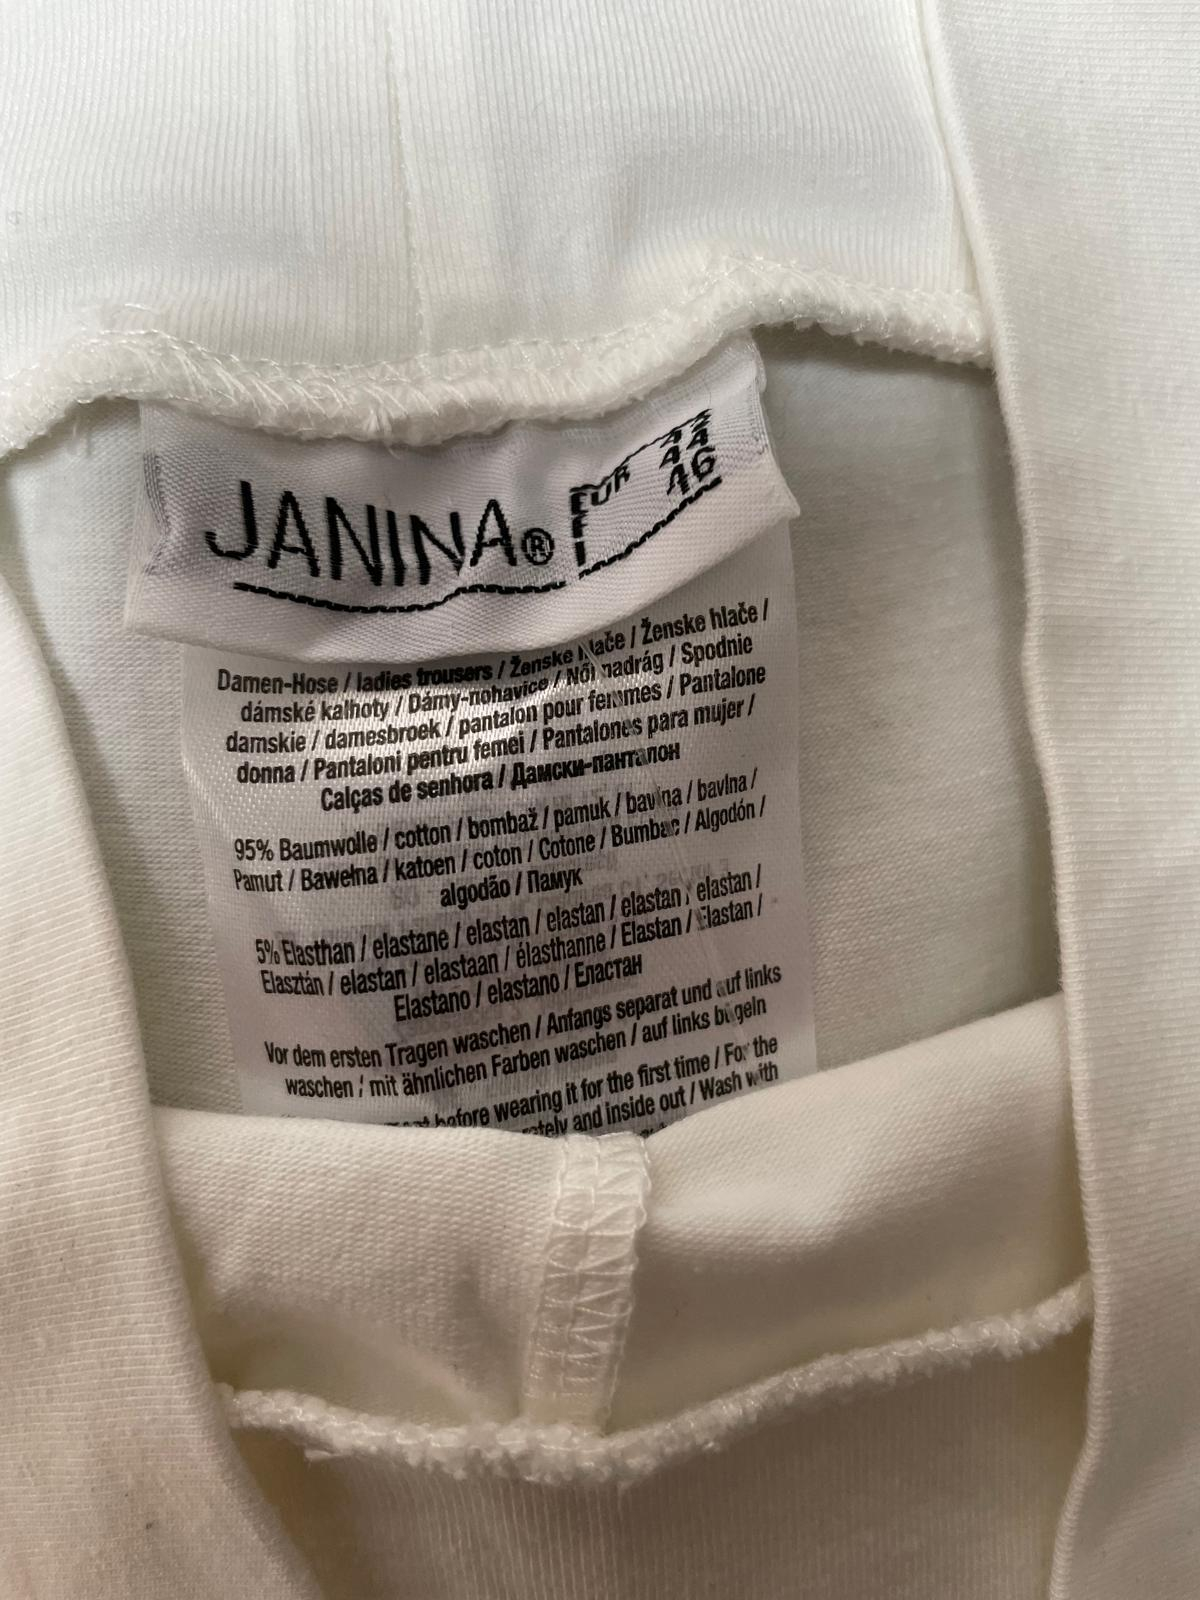 JANINA®
EUR 42
F 44
I 46
Damen-Hose / ladies trousers / Ženske hlače / Ženske hlače /
dámské kalhoty / Dámy-nohavice / Női nadrág / Spodnie
damskie / damesbroek / pantalon pour femmes / Pantalone
donna / Pantaloni pentru femei / Pantalones para mujer /
Calças de senhora / Дамски-панталон
95% Baumwolle / cotton / bombaž / pamuk / bavlna / bavlna /
Pamut / Bawełna / katoen / coton / Cotone / Bumbac / Algodón /
algodão / Памук
5% Elasthan / elastane / elastan / elastan / elastan / elastan /
Elasztán / elastan / elastaan / élasthanne / Elastan / Elastan /
Elastano / elastano / Еластан
Vor dem ersten Tragen waschen / Anfangs separat und auf links
waschen / mit ähnlichen Farben waschen / auf links bügeln
before wearing it for the first time / For the
and inside out / Wash with